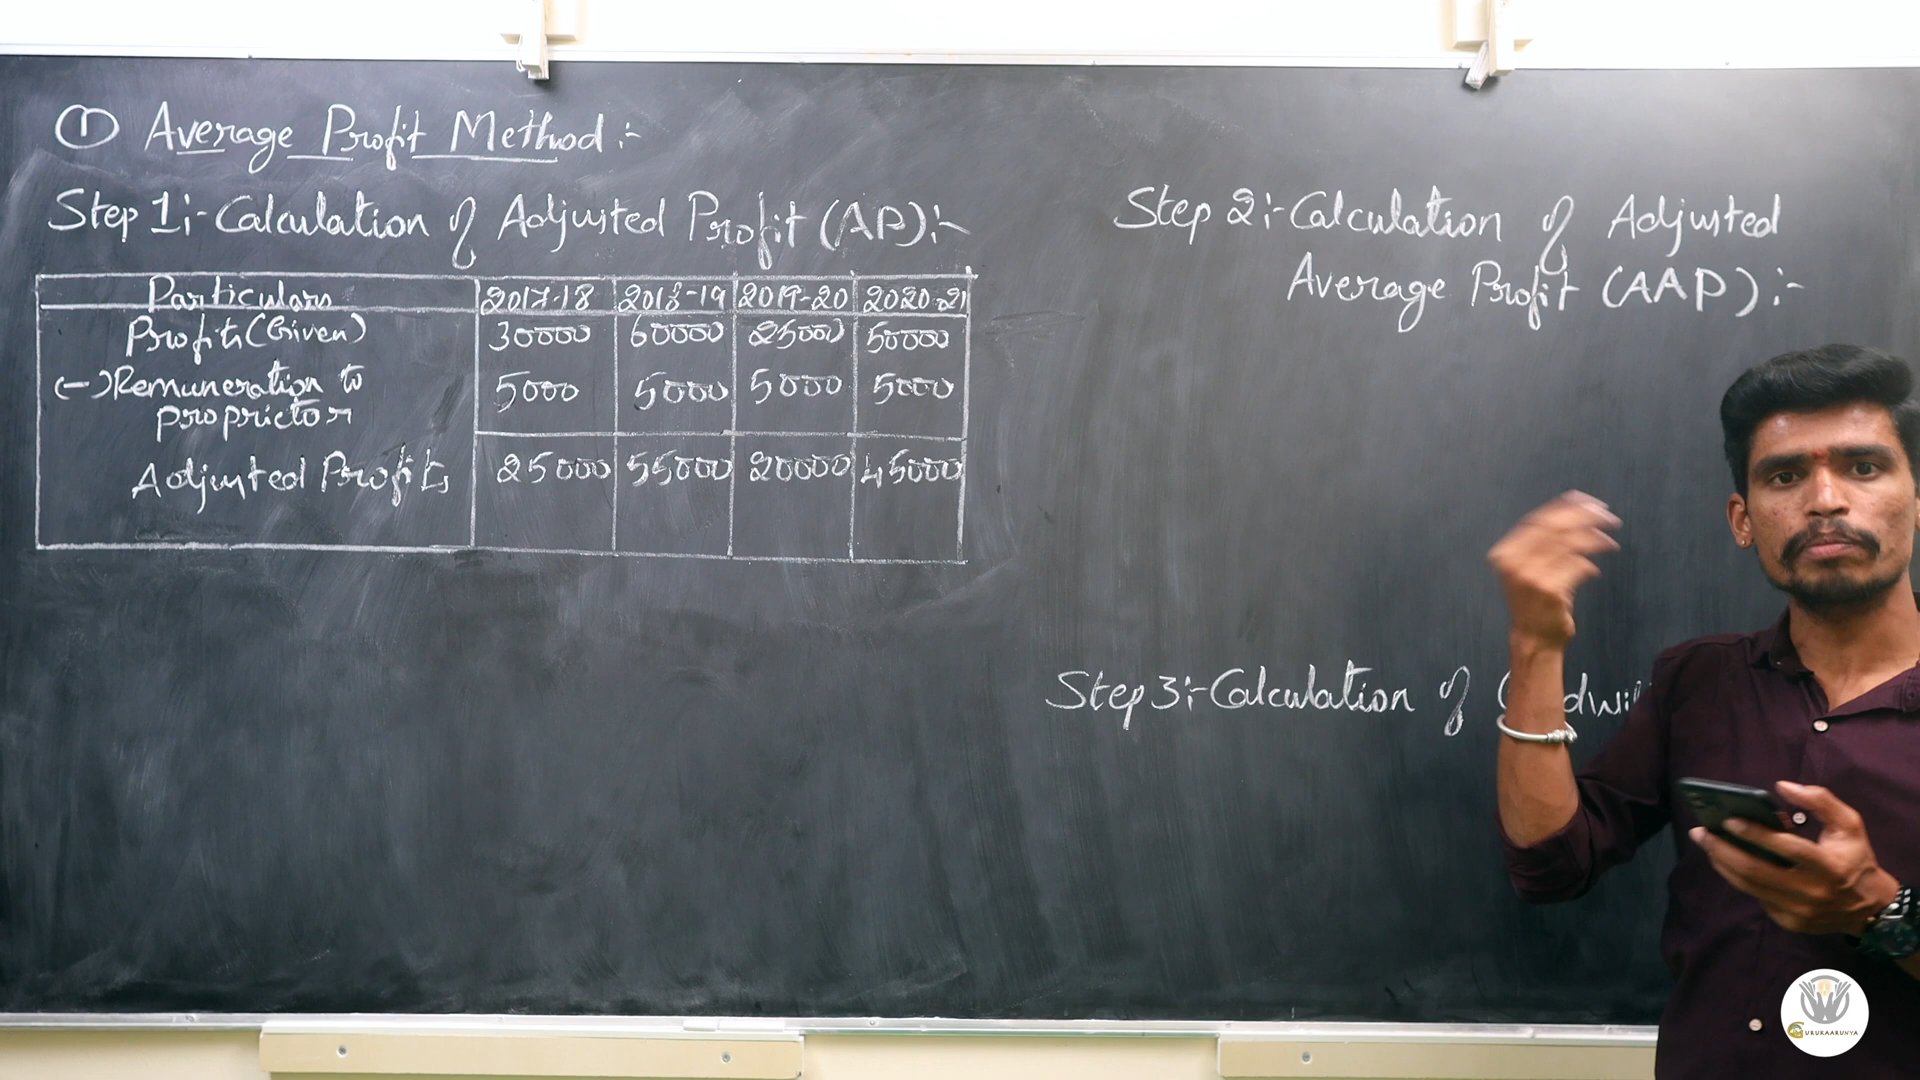 ① Average Profit Method:-
Step 1:- Calculation of Adjusted Profit (AP):-
Particulars 2017-18 2018-19 2019-20 2020-21
Profits (Given) 30000 60000 25000 50000
(-) Remuneration to 5000 5000 5000 5000
proprietor
Adjusted Profits 25000 55000 20000 45000
Step 2:- Calculation of Adjusted
Average Profit (AAP):-
Step 3:- Calculation of
GURUKAARUNYA